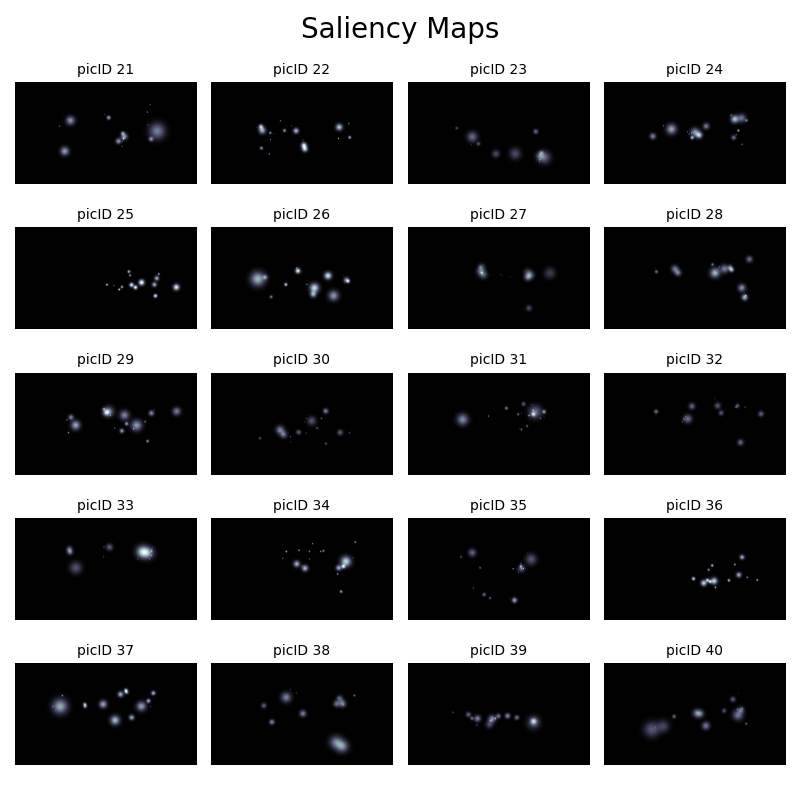 Saliency Maps
picID 21
picID 22
picID 23
picID 24
picID 25
picID 26
picID 27
picID 28
picID 29
picID 30
picID 31
picID 32
picID 33
picID 34
picID 35
picID 36
picID 37
picID 38
picID 39
picID 40